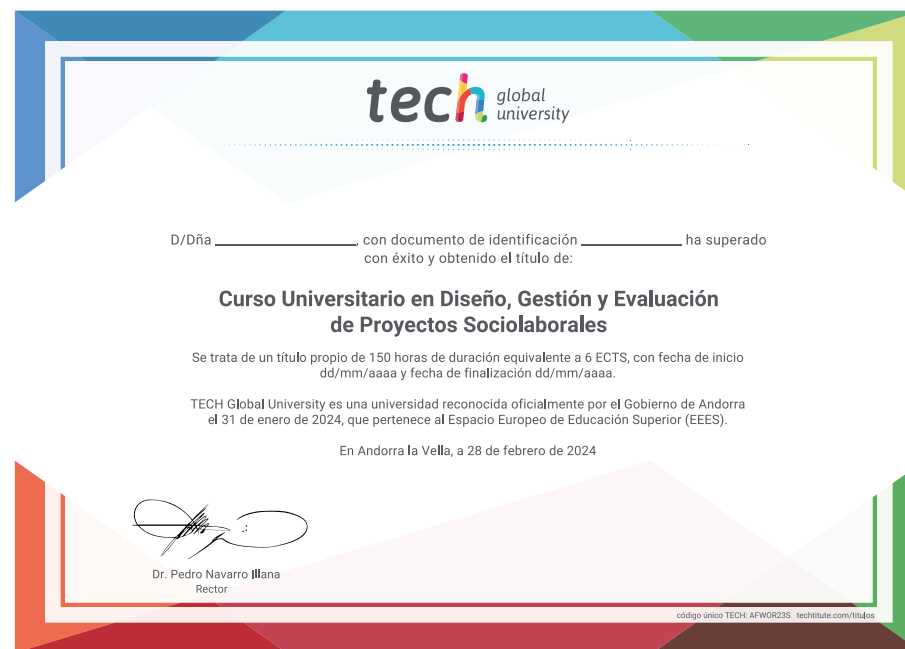 tech global
university
D/Dña ________________, con documento de identificación ____________ ha superado
con éxito y obtenido el título de:
Curso Universitario en Diseño, Gestión y Evaluación
de Proyectos Sociolaborales
Se trata de un título propio de 150 horas de duración equivalente a 6 ECTS, con fecha de inicio
dd/mm/aaaa y fecha de finalización dd/mm/aaaa.
TECH Global University es una universidad reconocida oficialmente por el Gobierno de Andorra
el 31 de enero de 2024, que pertenece al Espacio Europeo de Educación Superior (EEES).
En Andorra la Vella, a 28 de febrero de 2024
Dr. Pedro Navarro Illana
Rector
código único TECH: AFWOR23S techtitute.com/titulos